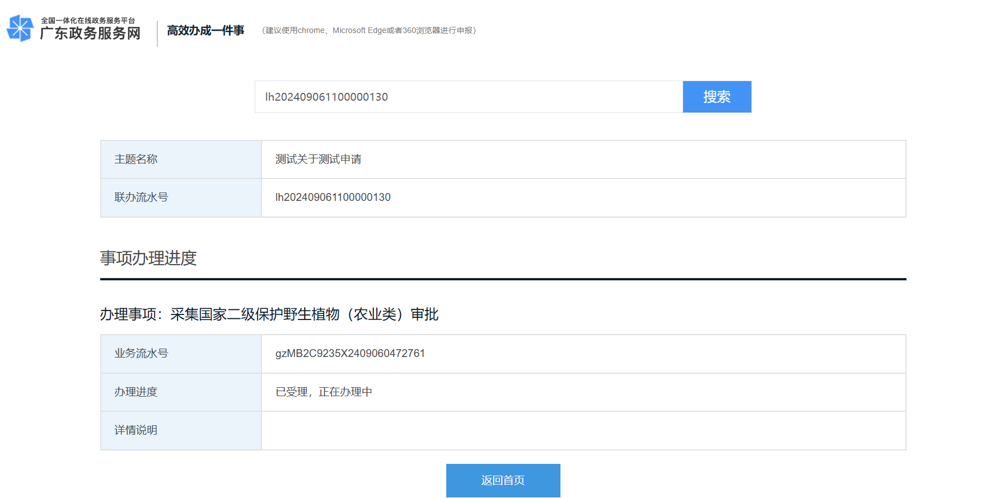 全国一体化在线政务服务平台
广东政务服务网
高效办成一件事
（建议使用chrome、Microsoft Edge或者360浏览器进行申报）
lh202409061100000130
搜索
主题名称
测试关于测试申请
联办流水号
lh202409061100000130
事项办理进度
办理事项：采集国家二级保护野生植物（农业类）审批
业务流水号
gzMB2C9235X2409060472761
办理进度
已受理，正在办理中
详情说明
返回首页